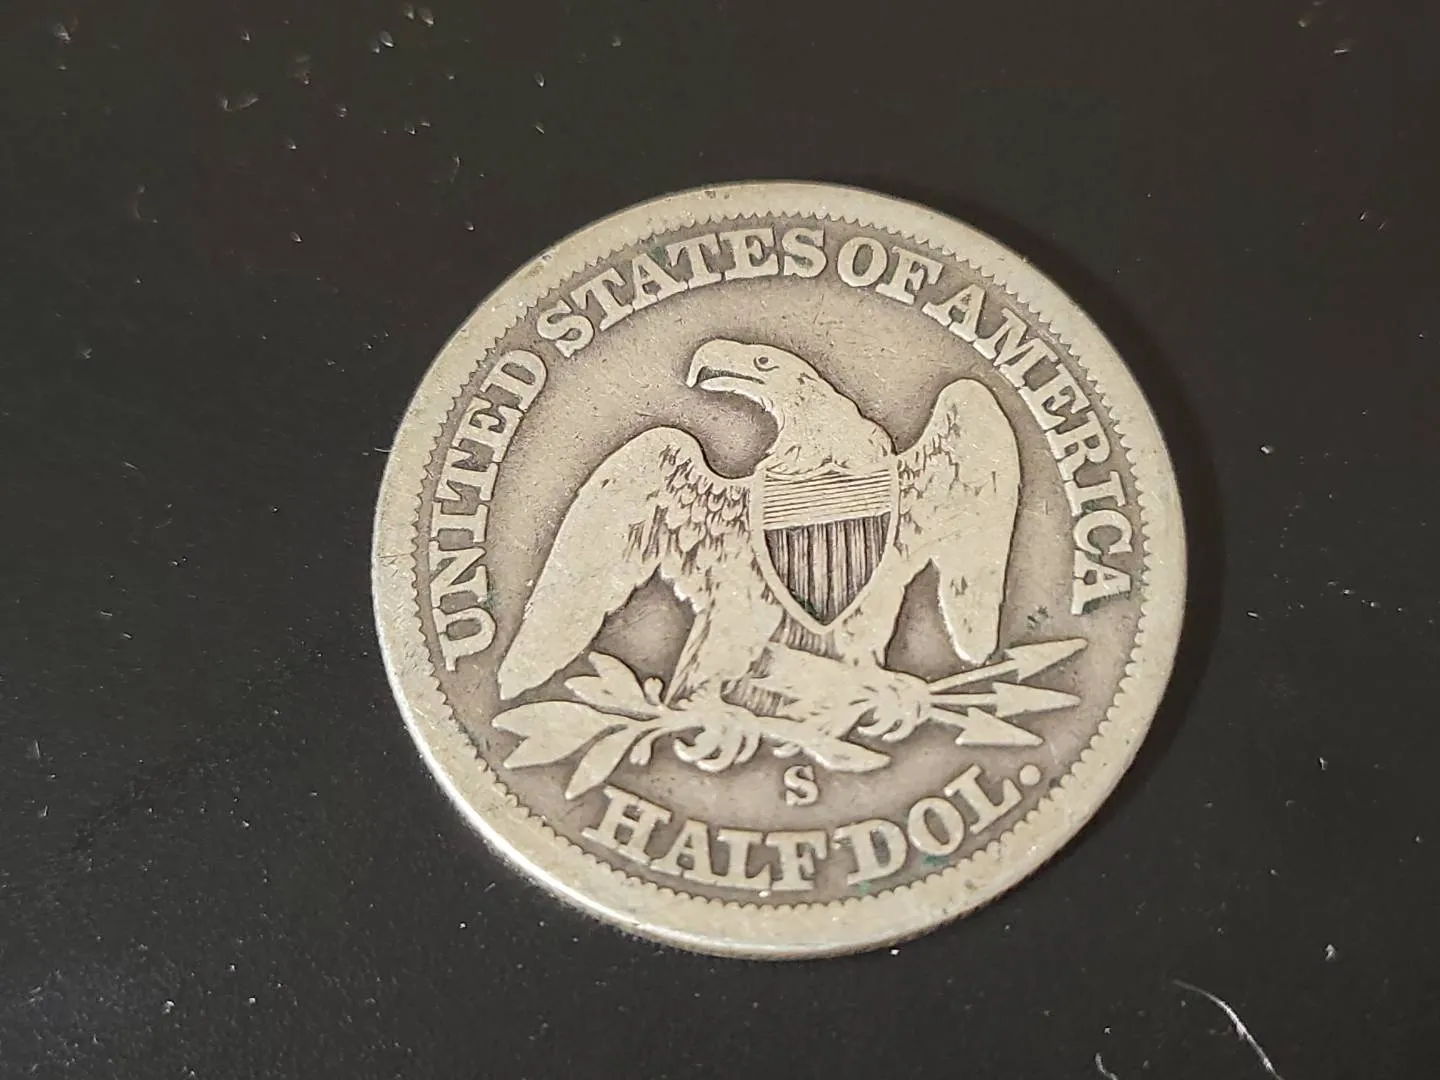 UNITED STATES OF AMERICA
S
HALF DOL.